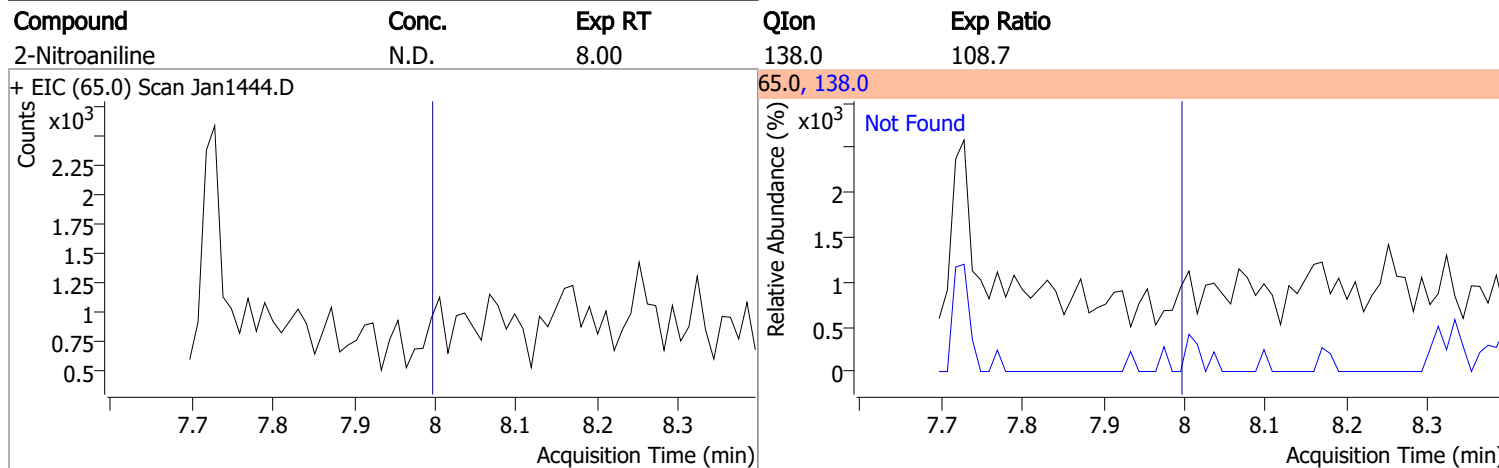 Compound Conc. Exp RT QIon Exp Ratio
2-Nitroaniline N.D. 8.00 138.0 108.7
+ EIC (65.0) Scan Jan1444.D
Counts
x10³
2.25
2
1.75
1.5
1.25
1
0.75
0.5
7.7 7.8 7.9 8 8.1 8.2 8.3
Acquisition Time (min)
65.0, 138.0
Relative Abundance (%)
x10³
Not Found
2
1.5
1
0.5
0
7.7 7.8 7.9 8 8.1 8.2 8.3
Acquisition Time (min)